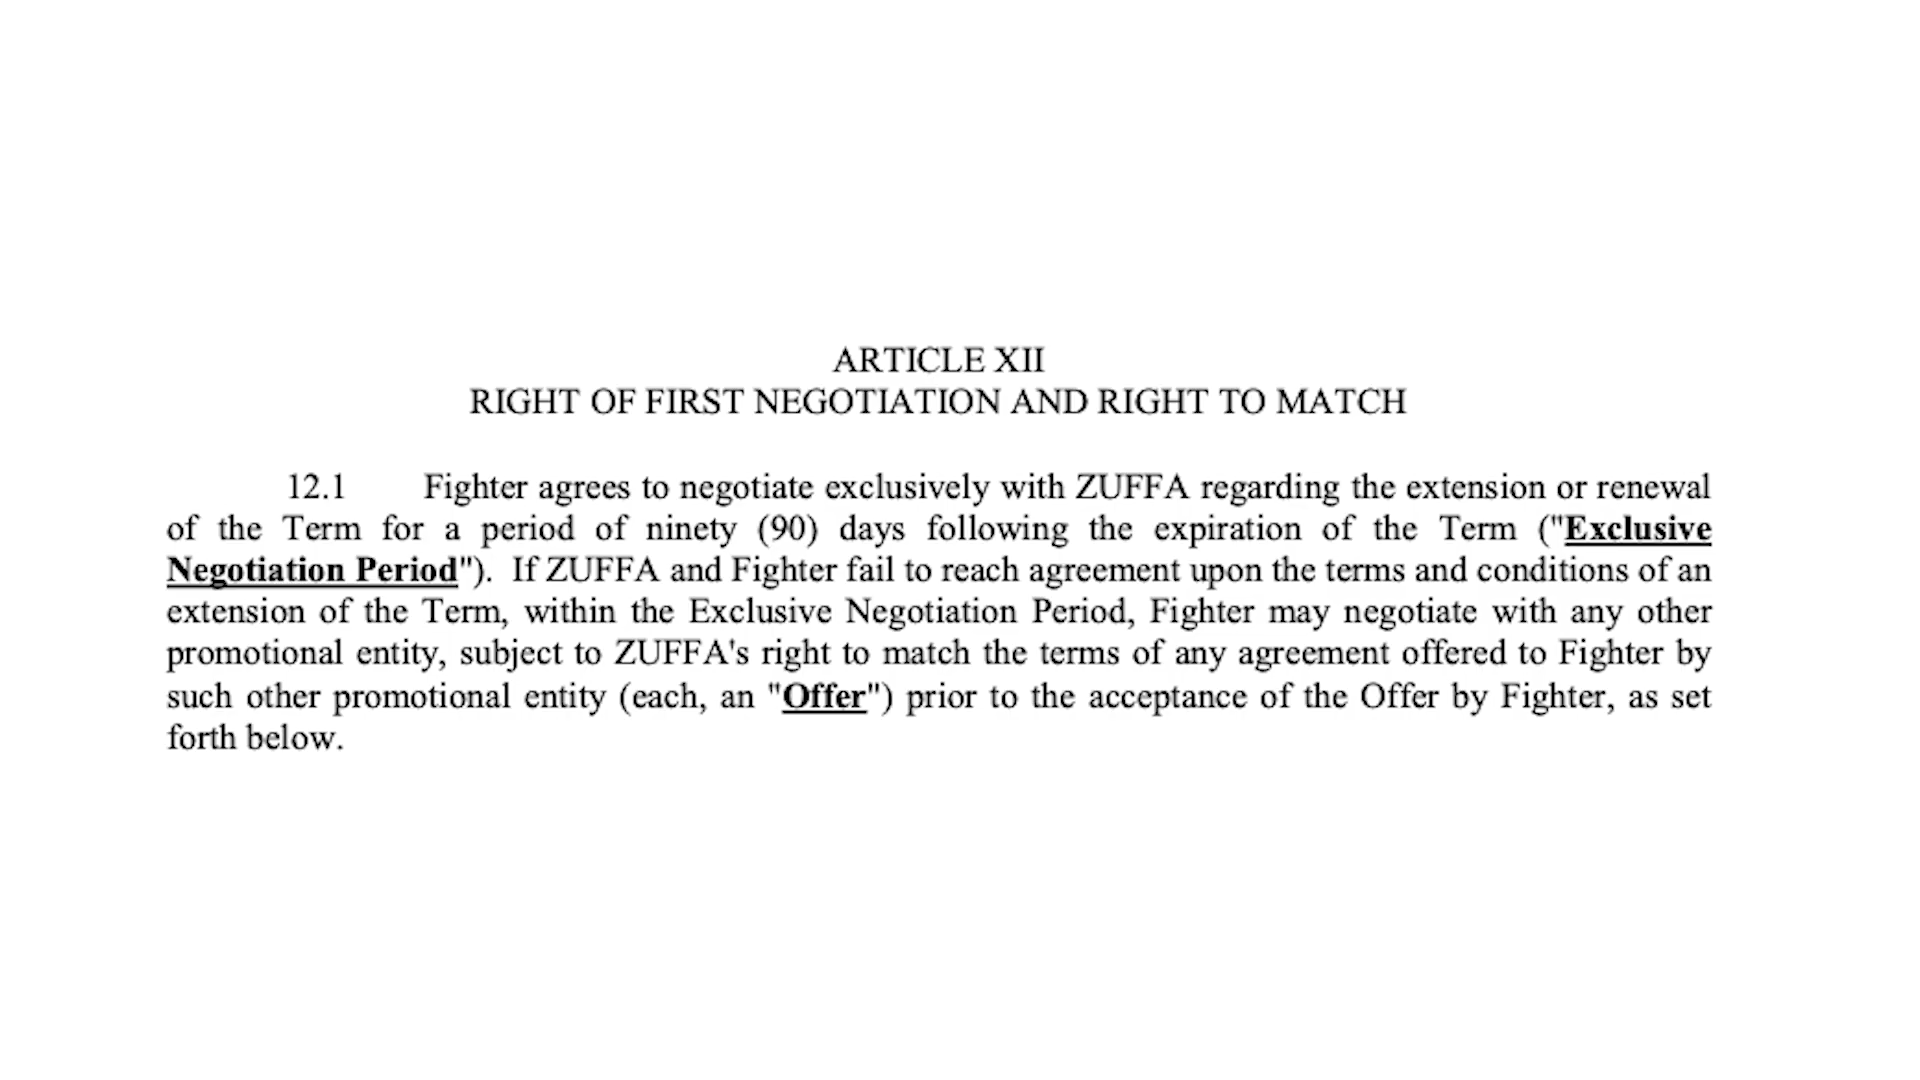 ARTICLE XII
RIGHT OF FIRST NEGOTIATION AND RIGHT TO MATCH
12.1 Fighter agrees to negotiate exclusively with ZUFFA regarding the extension or renewal
of the Term for a period of ninety (90) days following the expiration of the Term ("Exclusive
Negotiation Period"). If ZUFFA and Fighter fail to reach agreement upon the terms and conditions of an
extension of the Term, within the Exclusive Negotiation Period, Fighter may negotiate with any other
promotional entity, subject to ZUFFA's right to match the terms of any agreement offered to Fighter by
such other promotional entity (each, an "Offer") prior to the acceptance of the Offer by Fighter, as set
forth below.